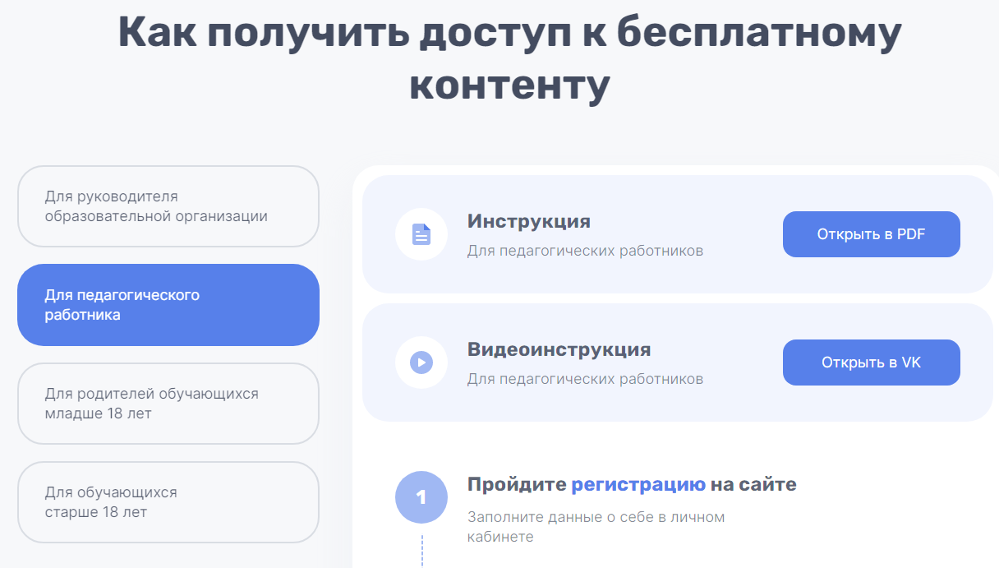 Как получить доступ к бесплатному
контенту
Для руководителя
образовательной организации
Для педагогического
работника
Для родителей обучающихся
младше 18 лет
Для обучающихся
старше 18 лет
Инструкция
Для педагогических работников
Открыть в PDF
Видеоинструкция
Для педагогических работников
Открыть в VK
1
Пройдите регистрацию на сайте
Заполните данные о себе в личном
кабинете